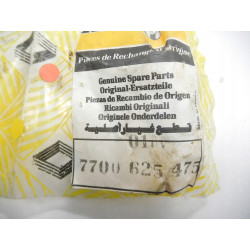 Pièces de Rechange d'Origine
Genuine Spare Parts
Original-Ersatzteile
Piezas de Recambio de Origen
Ricambi Originali
Originele Onderdelen
قطع غيار أصلية
7700 625 475